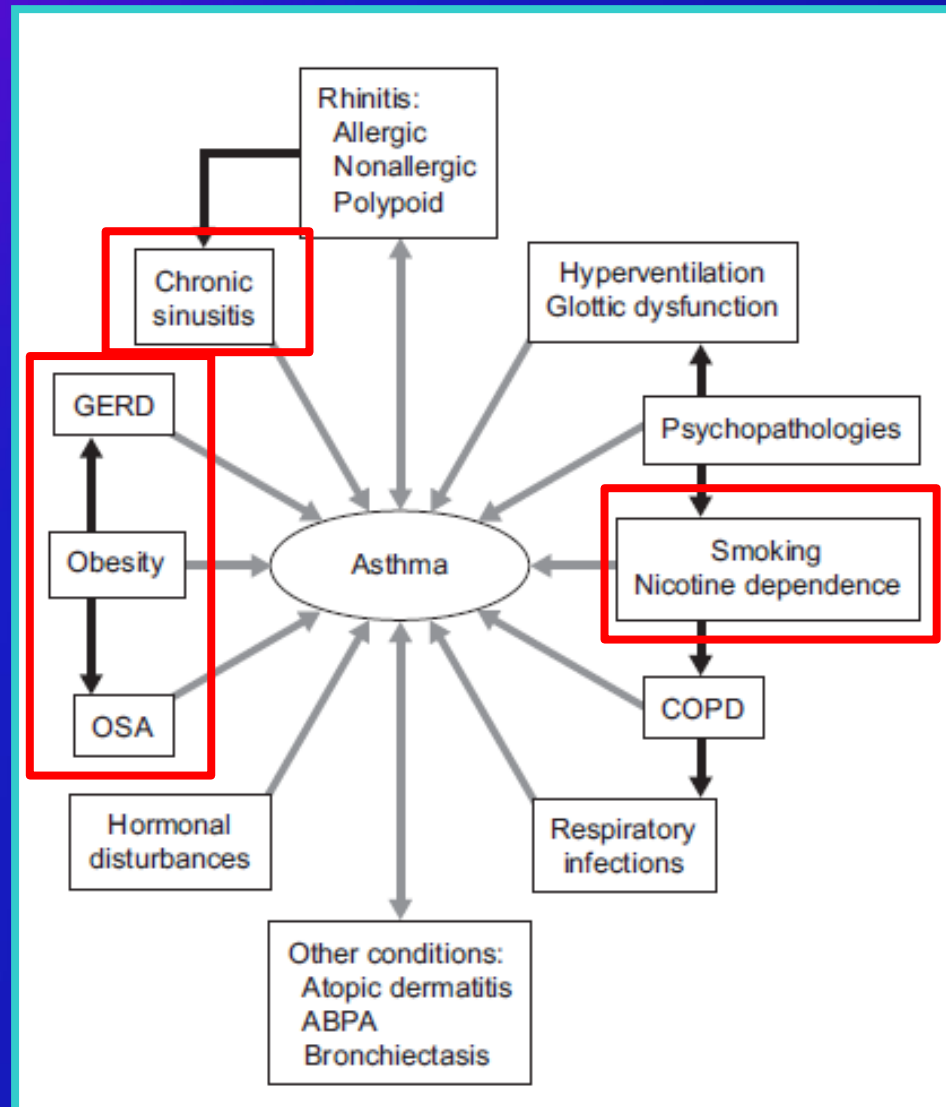 Rhinitis:
Allergic
Nonallergic
Polypoid
Chronic
sinusitis
Hyperventilation
Glottic dysfunction
GERD
Psychopathologies
Obesity
Asthma
Smoking
Nicotine dependence
OSA
COPD
Hormonal
disturbances
Respiratory
infections
Other conditions:
Atopic dermatitis
ABPA
Bronchiectasis